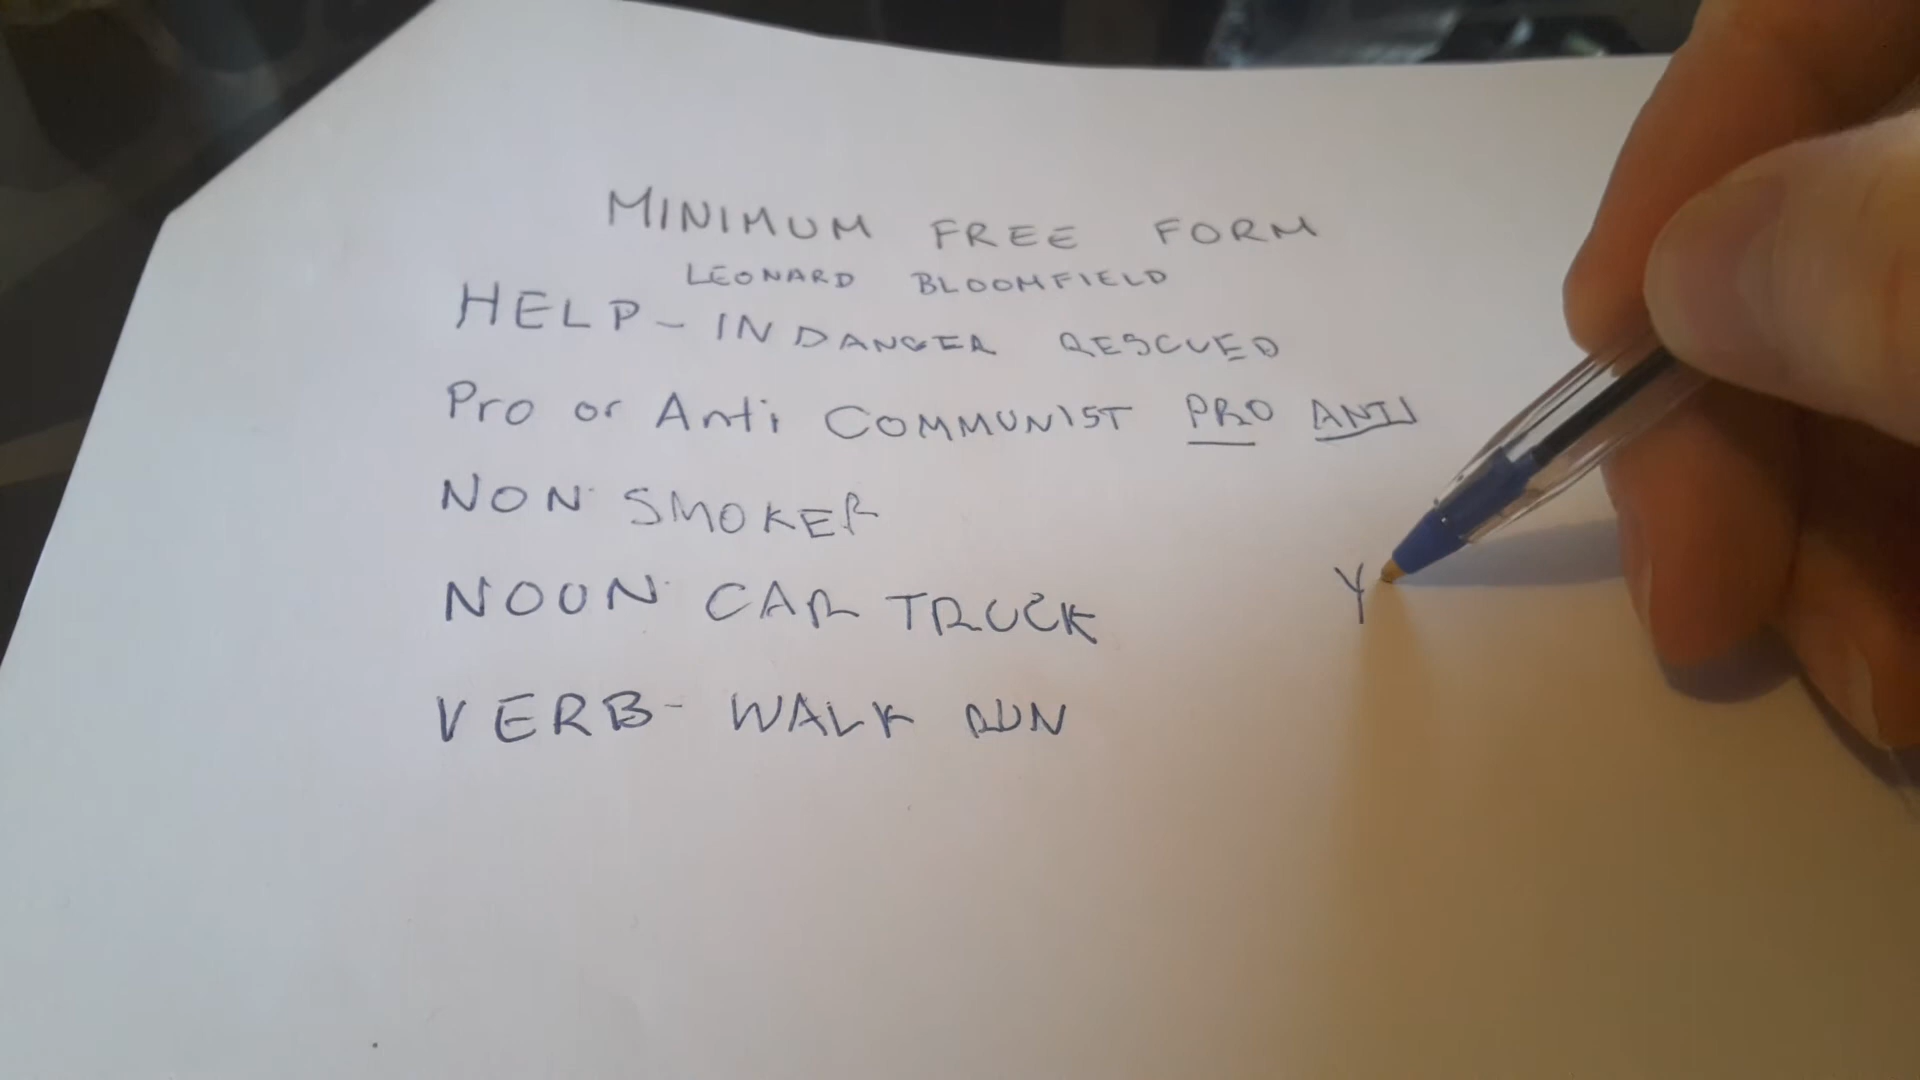 MINIMUM FREE FORM
LEONARD BLOOMFIELD
HELP - IN DANGER RESCUED
Pro or Anti COMMUNIST PRO ANTI
NON SMOKER
NOUN CAR TRUCK
Y
VERB - WALK RUN